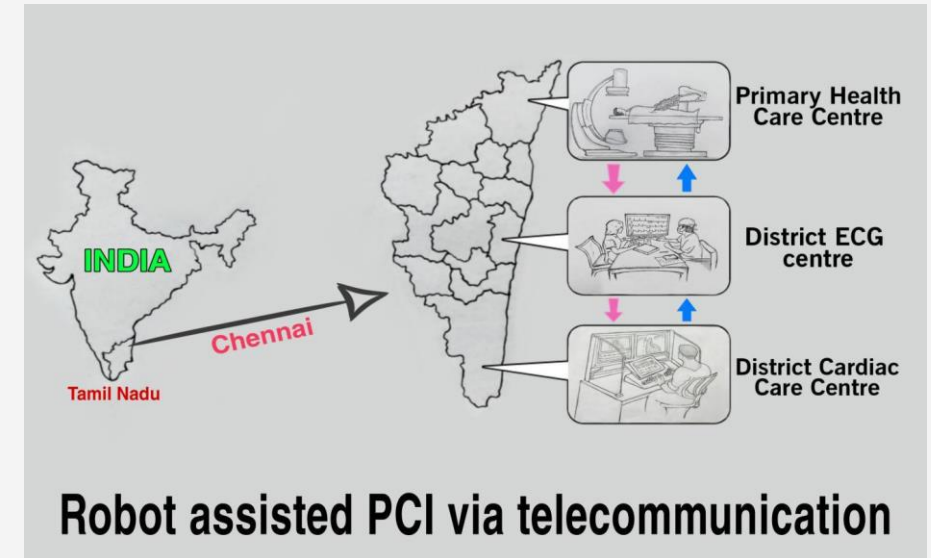 INDIA
Chennai
Tamil Nadu
Primary Health
Care Centre
District ECG
centre
District Cardiac
Care Centre
Robot assisted PCI via telecommunication